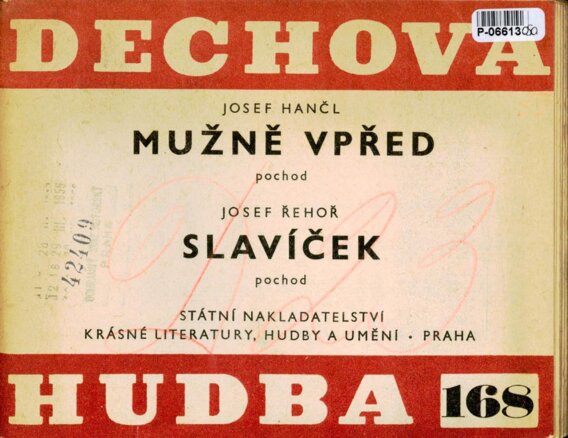 DECHOVÁ
P-06613
JOSEF HANČL
MUŽNĚ VPŘED
pochod
JOSEF ŘEHOŘ
SLAVÍČEK
pochod
42409
STÁTNÍ NAKLADATELSTVÍ
KRÁSNÉ LITERATURY, HUDBY A UMĚNÍ • PRAHA
HUDBA 168